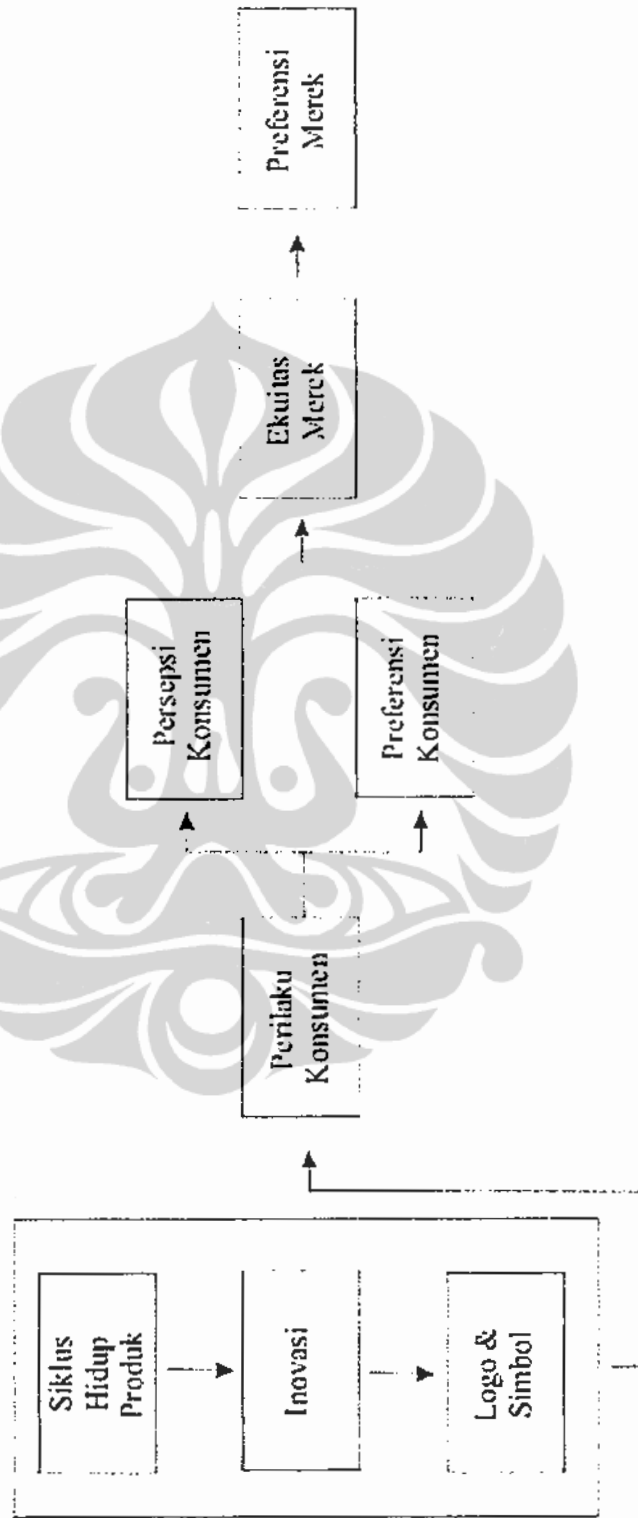 Siklus
Hidup
Produk
Inovasi
Logo &
Simbol
Perilaku
Konsumen
Persepsi
Konsumen
Preferensi
Konsumen
Ekuitas
Merek
Preferensi
Merek